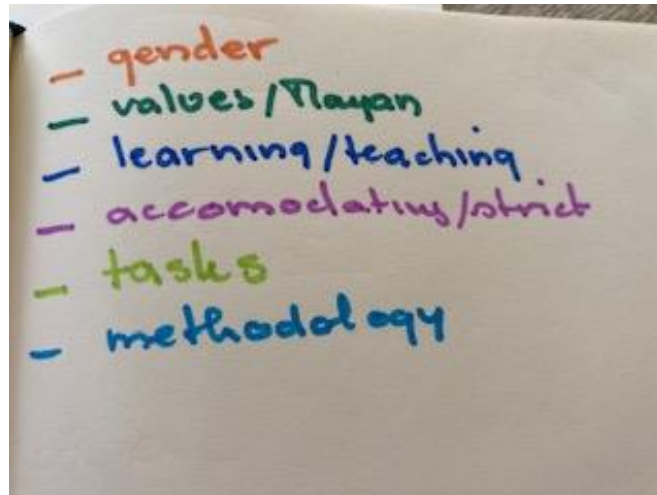 - gender
- values/Mayan
- learning/teaching
- accomodating/strict
- tasks
- methodology